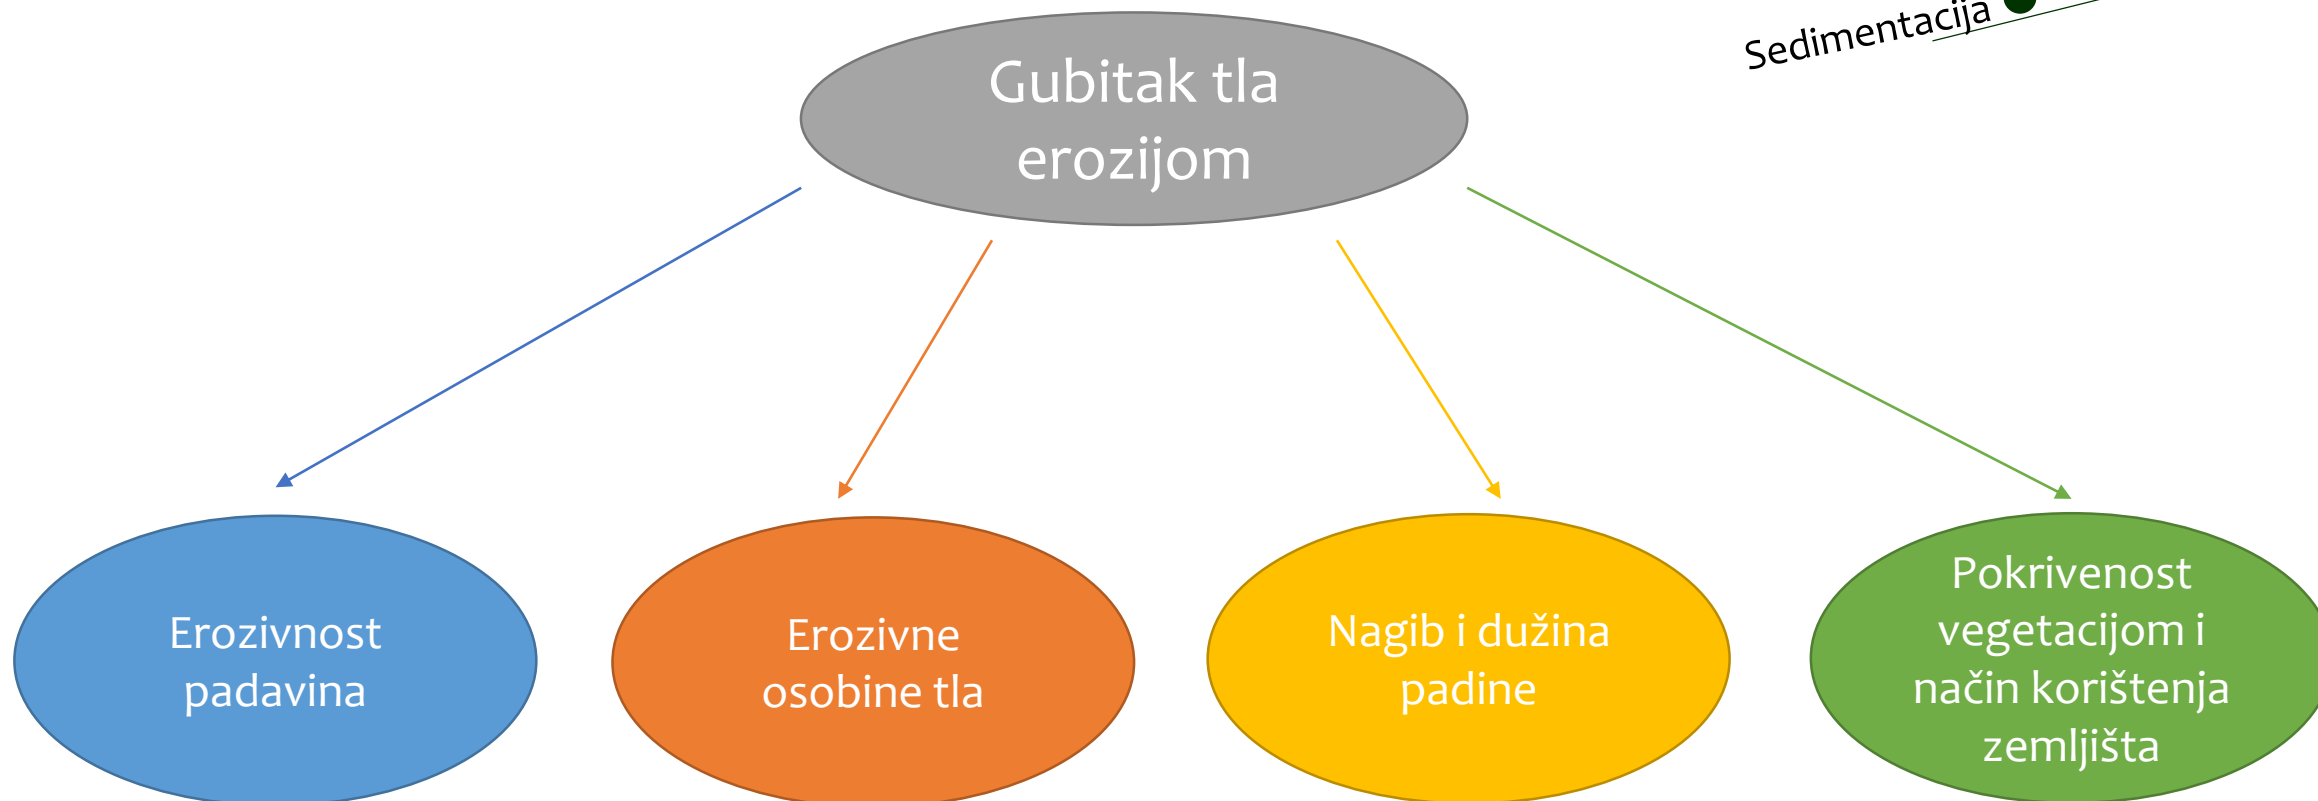 Sedimentacija
Gubitak tla
erozijom
Erozivnost
padavina
Erozivne
osobine tla
Nagib i dužina
padine
Pokrivenost
vegetacijom i
način korištenja
zemljišta